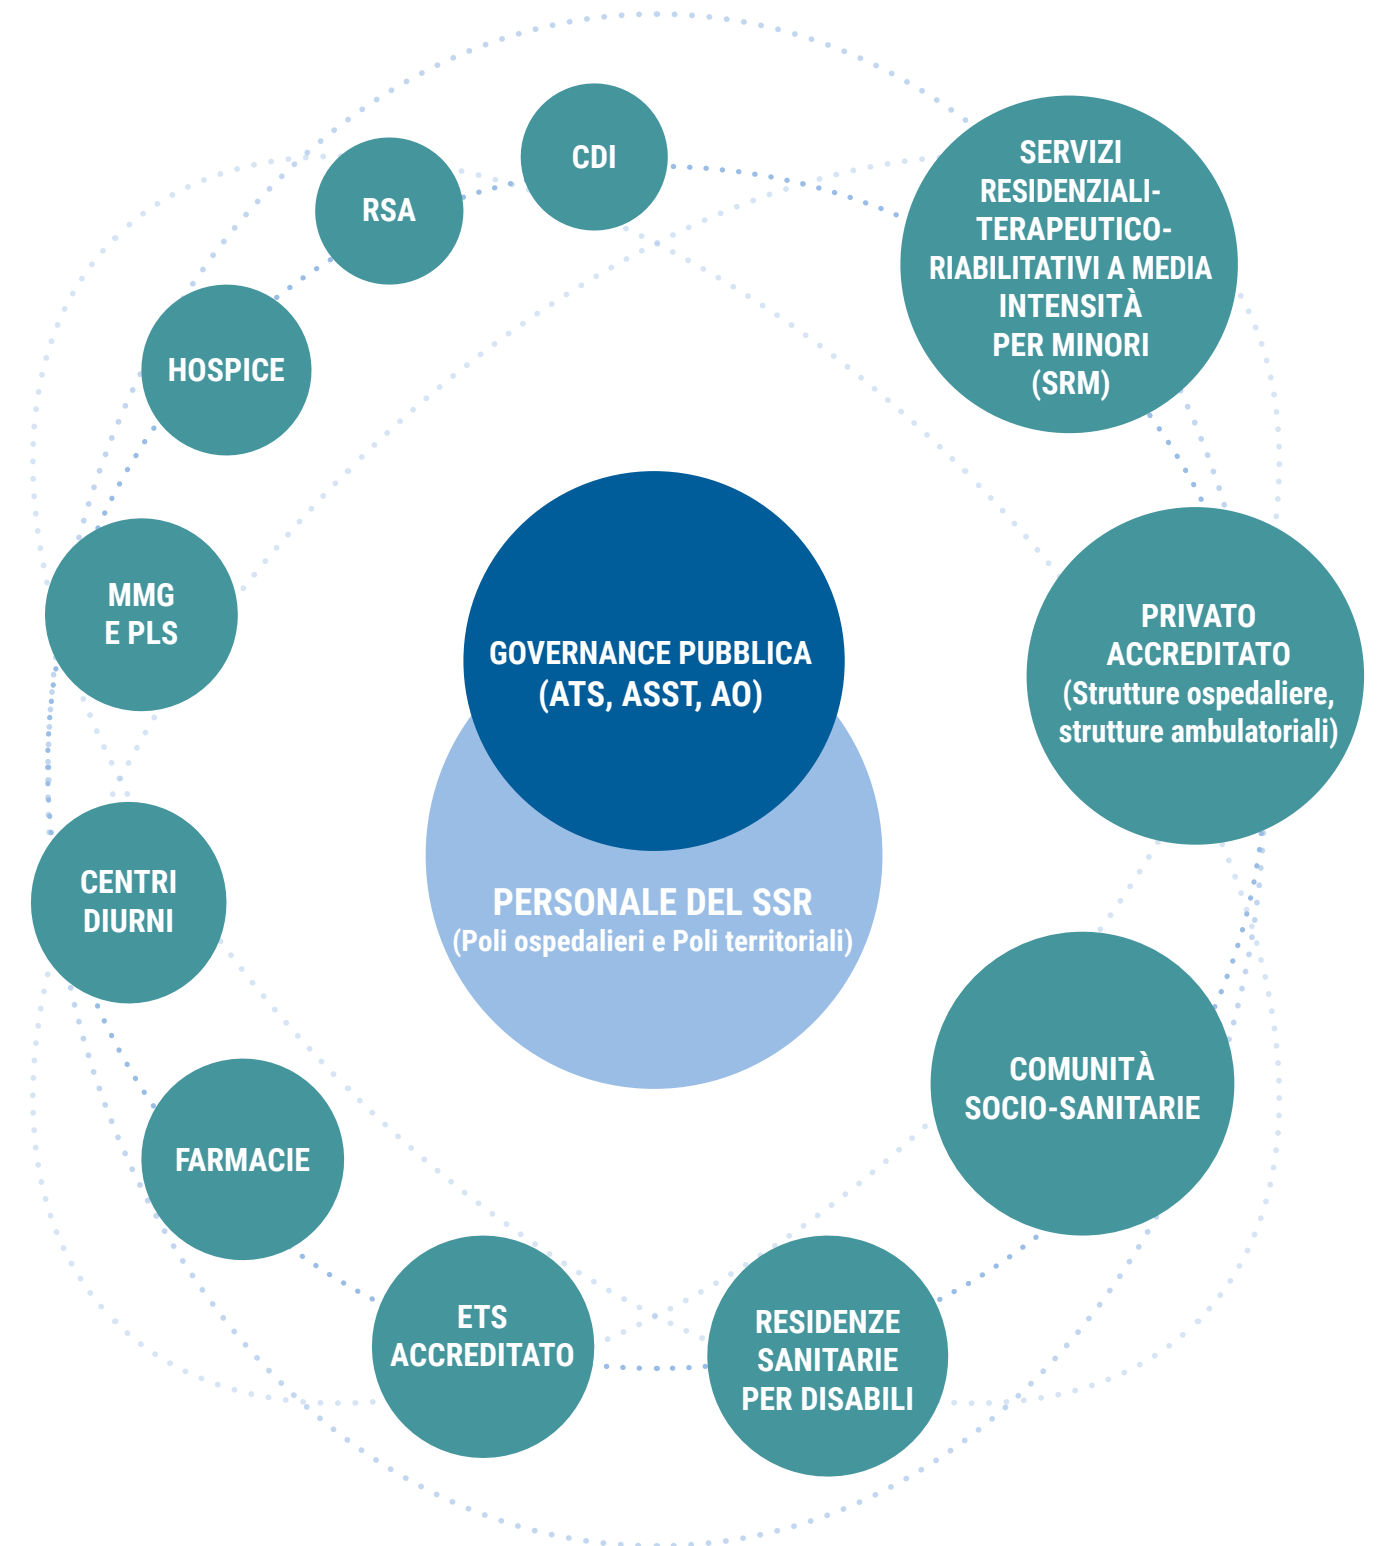 CDI
RSA
HOSPICE
MMG
E PLS
CENTRI
DIURNI
FARMACIE
ETS
ACCREDITATO
RESIDENZE
SANITARIE
PER DISABILI
COMUNITÀ
SOCIO-SANITARIE
PRIVATO
ACCREDITATO
(Strutture ospedaliere,
strutture ambulatoriali)
SERVIZI
RESIDENZIALI-
TERAPEUTICO-
RIABILITATIVI A MEDIA
INTENSITÀ
PER MINORI
(SRM)
GOVERNANCE PUBBLICA
(ATS, ASST, AO)
PERSONALE DEL SSR
(Poli ospedalieri e Poli territoriali)